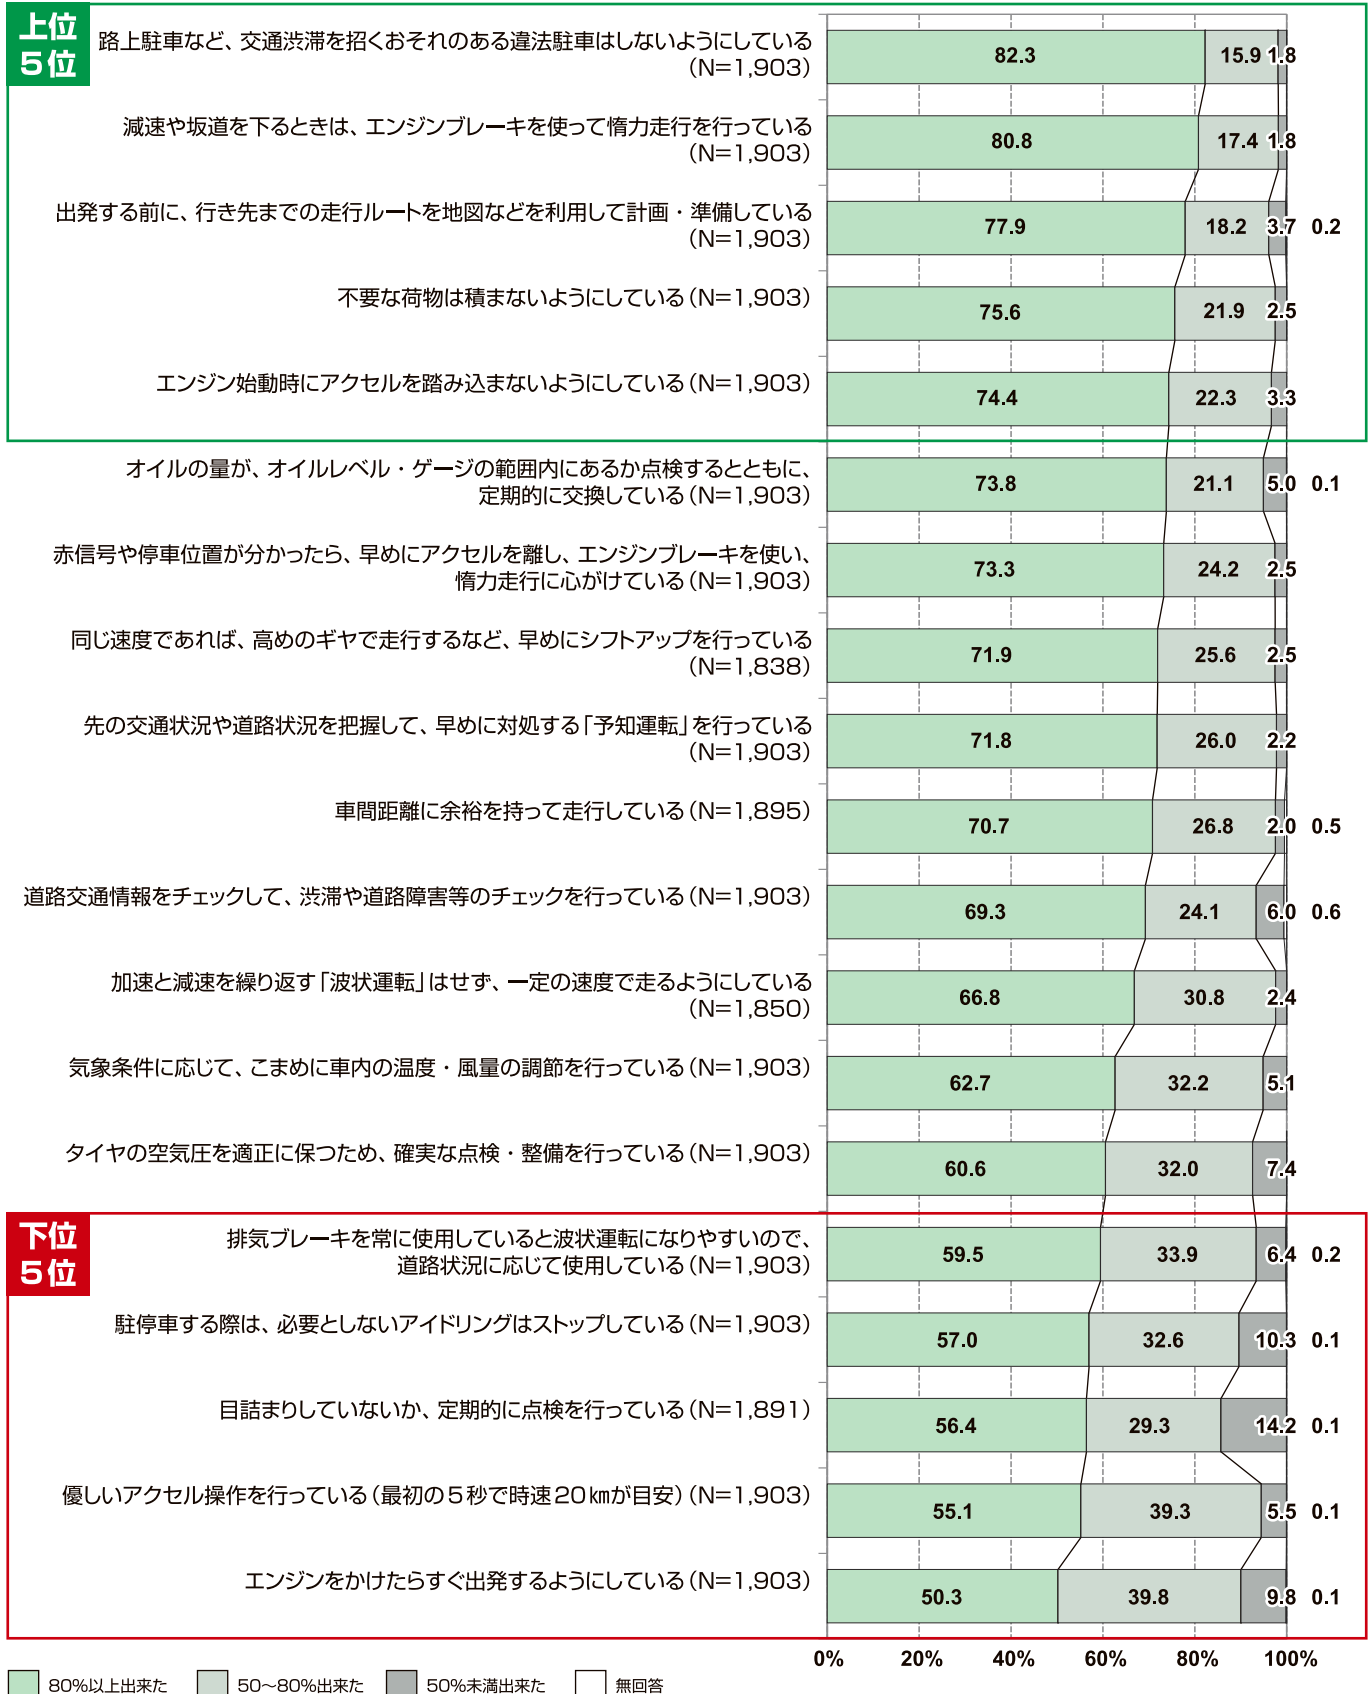 上位
5位
路上駐車など、交通渋滞を招くおそれのある違法駐車はしないようにしている
(N=1,903)
82.3 15.9 1.8
減速や坂道を下るときは、エンジンブレーキを使って惰力走行を行っている
(N=1,903)
80.8 17.4 1.8
出発する前に、行き先までの走行ルートを地図などを利用して計画・準備している
(N=1,903)
77.9 18.2 3.7 0.2
不要な荷物は積まないようにしている(N=1,903)
75.6 21.9 2.5
エンジン始動時にアクセルを踏み込まないようにしている(N=1,903)
74.4 22.3 3.3
オイルの量が、オイルレベル・ゲージの範囲内にあるか点検するとともに、
定期的に交換している(N=1,903)
73.8 21.1 5.0 0.1
赤信号や停車位置が分かったら、早めにアクセルを離し、エンジンブレーキを使い、
惰力走行に心がけている(N=1,903)
73.3 24.2 2.5
同じ速度であれば、高めのギヤで走行するなど、早めにシフトアップを行っている
(N=1,838)
71.9 25.6 2.5
先の交通状況や道路状況を把握して、早めに対処する「予知運転」を行っている
(N=1,903)
71.8 26.0 2.2
車間距離に余裕を持って走行している(N=1,895)
70.7 26.8 2.0 0.5
道路交通情報をチェックして、渋滞や道路障害等のチェックを行っている(N=1,903)
69.3 24.1 6.0 0.6
加速と減速を繰り返す「波状運転」はせず、一定の速度で走るようにしている
(N=1,850)
66.8 30.8 2.4
気象条件に応じて、こまめに車内の温度・風量の調節を行っている(N=1,903)
62.7 32.2 5.1
タイヤの空気圧を適正に保つため、確実な点検・整備を行っている(N=1,903)
60.6 32.0 7.4
下位
5位
排気ブレーキを常に使用していると波状運転になりやすいので、
道路状況に応じて使用している(N=1,903)
59.5 33.9 6.4 0.2
駐停車する際は、必要としないアイドリングはストップしている(N=1,903)
57.0 32.6 10.3 0.1
目詰まりしていないか、定期的に点検を行っている(N=1,891)
56.4 29.3 14.2 0.1
優しいアクセル操作を行っている(最初の5秒で時速20㎞が目安)(N=1,903)
55.1 39.3 5.5 0.1
エンジンをかけたらすぐ出発するようにしている(N=1,903)
50.3 39.8 9.8 0.1
0% 20% 40% 60% 80% 100%
80%以上出来た 50〜80%出来た 50%未満出来た 無回答